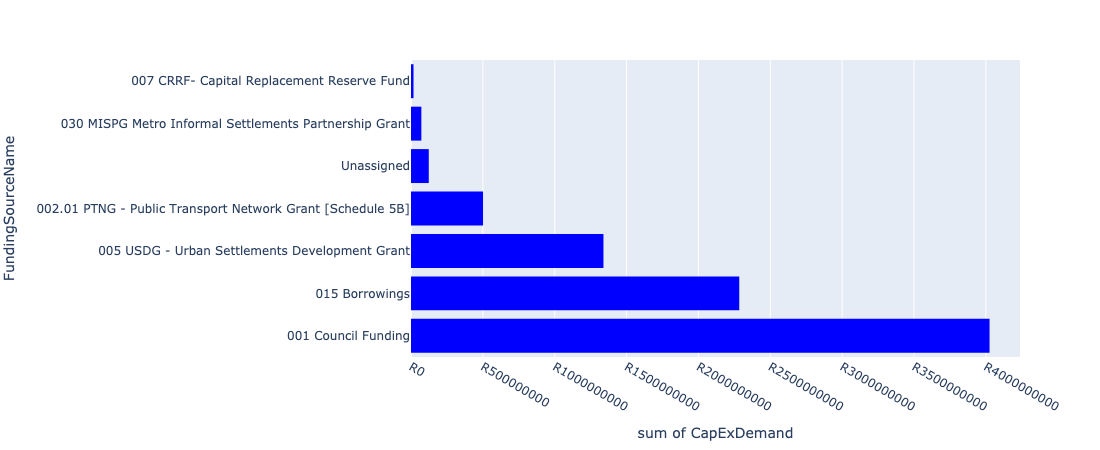 007 CRRF- Capital Replacement Reserve Fund
030 MISPG Metro Informal Settlements Partnership Grant
Unassigned
002.01 PTNG - Public Transport Network Grant [Schedule 5B]
005 USDG - Urban Settlements Development Grant
015 Borrowings
001 Council Funding
FundingSourceName
R0
R500000000
R1000000000
R1500000000
R2000000000
R2500000000
R3000000000
R3500000000
R4000000000
sum of CapExDemand